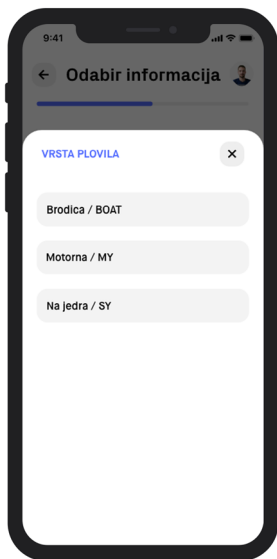 9:41
Odabir informacija
VRSTA PLOVILA
Brodica / BOAT
Motorna / MY
Na jedra / SY